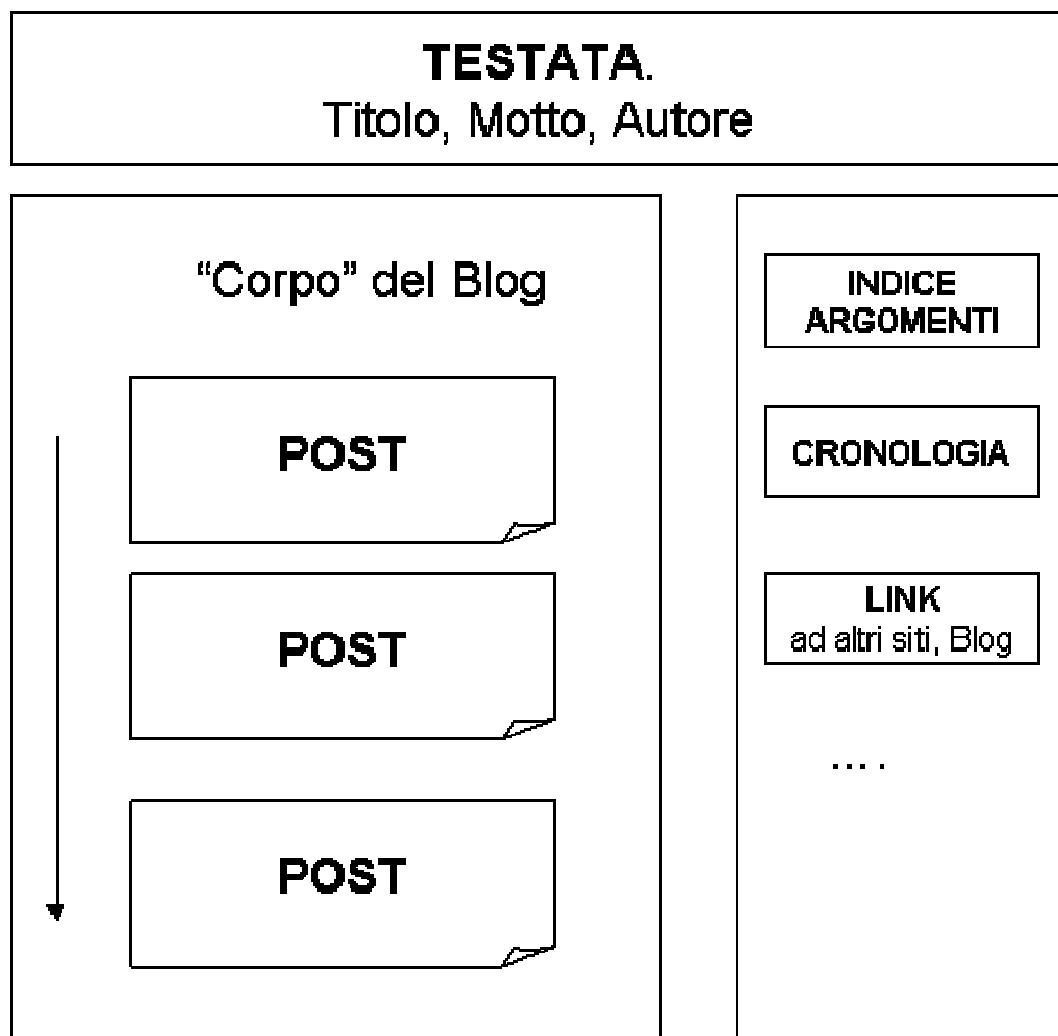 TESTATA.
Titolo, Motto, Autore
“Corpo” del Blog
POST
POST
POST
INDICE
ARGOMENTI
CRONOLOGIA
LINK
ad altri siti, Blog
... .